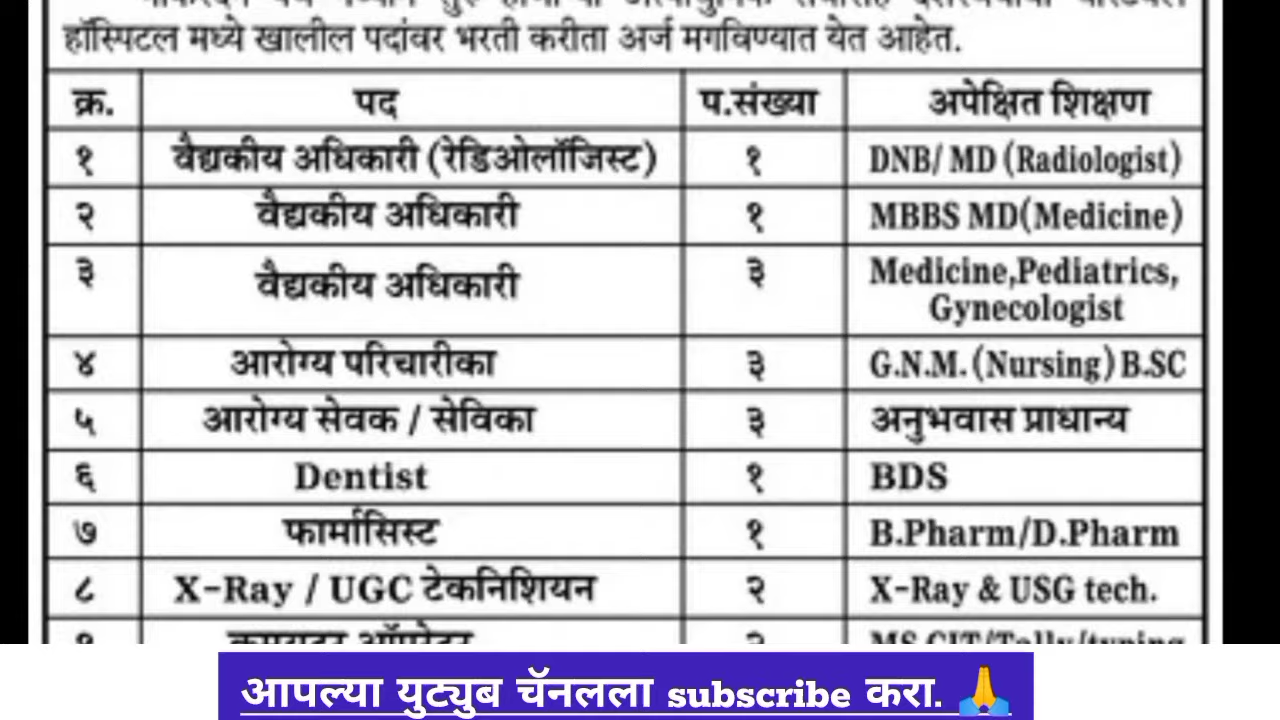 हॉस्पिटल मध्ये खालील पदांवर भरती करीता अर्ज मगविण्यात येत आहेत.
क्र. पद प.संख्या अपेक्षित शिक्षण
१ वैद्यकीय अधिकारी (रेडिओलॉजिस्ट) १ DNB/ MD (Radiologist)
२ वैद्यकीय अधिकारी १ MBBS MD(Medicine)
३ वैद्यकीय अधिकारी ३ Medicine,Pediatrics,
Gynecologist
४ आरोग्य परिचारीका ३ G.N.M. (Nursing) B.SC
५ आरोग्य सेवक / सेविका ३ अनुभवास प्राधान्य
६ Dentist १ BDS
७ फार्मासिस्ट १ B.Pharm/D.Pharm
८ X-Ray / UGC टेकनिशियन २ X-Ray & USG tech.
आपल्या युट्युब चॅनलला subscribe करा. 🙏